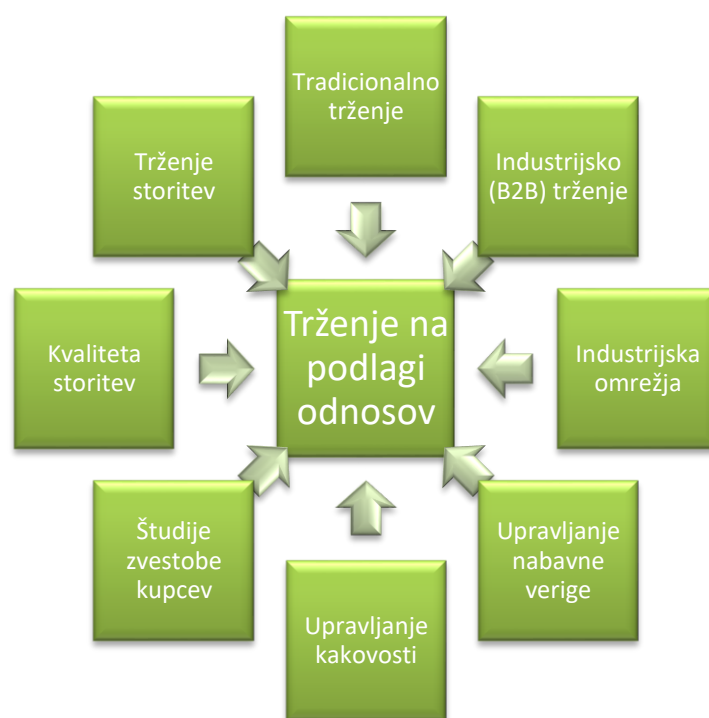 Tradicionalno
trženje
Trženje
storitev
Industrijsko
(B2B) trženje
Trženje na
podlagi
odnosov
Kvaliteta
storitev
Industrijska
omrežja
Študije
zvestobe
kupcev
Upravljanje
nabavne
verige
Upravljanje
kakovosti